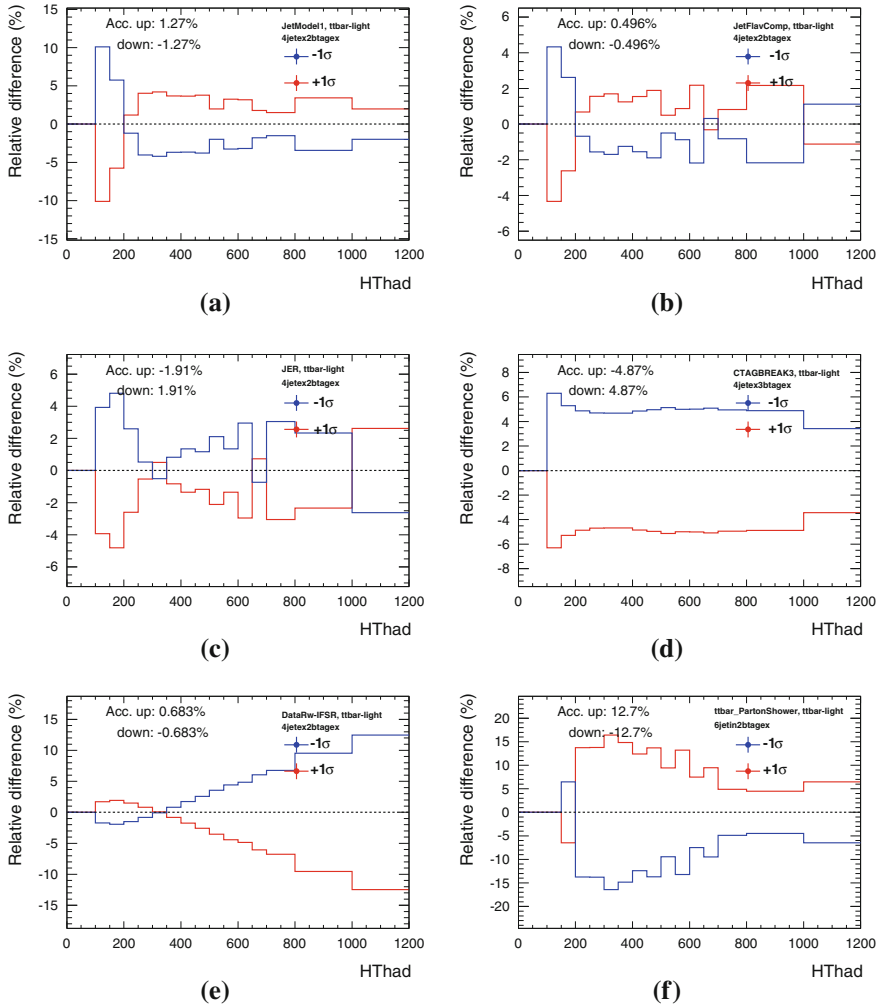 Relative difference (%)
15
10
5
0
-5
-10
-15
Acc. up: 1.27%
down: -1.27%
JetModel1, ttbar-light
4jetex2btagex
-1σ
+1σ
0 200 400 600 800 1000 1200
HThad
(a)
Relative difference (%)
6
4
2
0
-2
-4
-6
Acc. up: 0.496%
down: -0.496%
JetFlavComp, ttbar-light
4jetex2btagex
-1σ
+1σ
0 200 400 600 800 1000 1200
HThad
(b)
Relative difference (%)
6
4
2
0
-2
-4
-6
Acc. up: -1.91%
down: 1.91%
JER, ttbar-light
4jetex2btagex
-1σ
+1σ
0 200 400 600 800 1000 1200
HThad
(c)
Relative difference (%)
8
6
4
2
0
-2
-4
-6
-8
Acc. up: -4.87%
down: 4.87%
CTAGBREAK3, ttbar-light
4jetex3btagex
-1σ
+1σ
0 200 400 600 800 1000 1200
HThad
(d)
Relative difference (%)
15
10
5
0
-5
-10
-15
Acc. up: 0.683%
down: -0.683%
DataRw-IFSR, ttbar-light
4jetex2btagex
-1σ
+1σ
0 200 400 600 800 1000 1200
HThad
(e)
Relative difference (%)
20
15
10
5
0
-5
-10
-15
-20
Acc. up: 12.7%
down: -12.7%
ttbar_PartonShower, ttbar-light
6jetin2btagex
-1σ
+1σ
0 200 400 600 800 1000 1200
HThad
(f)